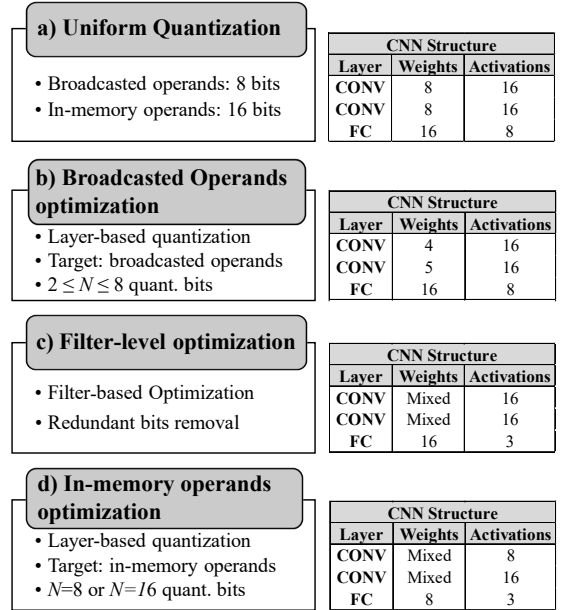 a) Uniform Quantization
• Broadcasted operands: 8 bits
• In-memory operands: 16 bits
CNN Structure
Layer Weights Activations
CONV 8 16
CONV 8 16
FC 16 8
b) Broadcasted Operands
optimization
• Layer-based quantization
• Target: broadcasted operands
• 2 ≤ N ≤ 8 quant. bits
CNN Structure
Layer Weights Activations
CONV 4 16
CONV 5 16
FC 16 8
c) Filter-level optimization
• Filter-based Optimization
• Redundant bits removal
CNN Structure
Layer Weights Activations
CONV Mixed 16
CONV Mixed 16
FC 16 3
d) In-memory operands
optimization
• Layer-based quantization
• Target: in-memory operands
• N=8 or N=16 quant. bits
CNN Structure
Layer Weights Activations
CONV Mixed 8
CONV Mixed 16
FC 8 3